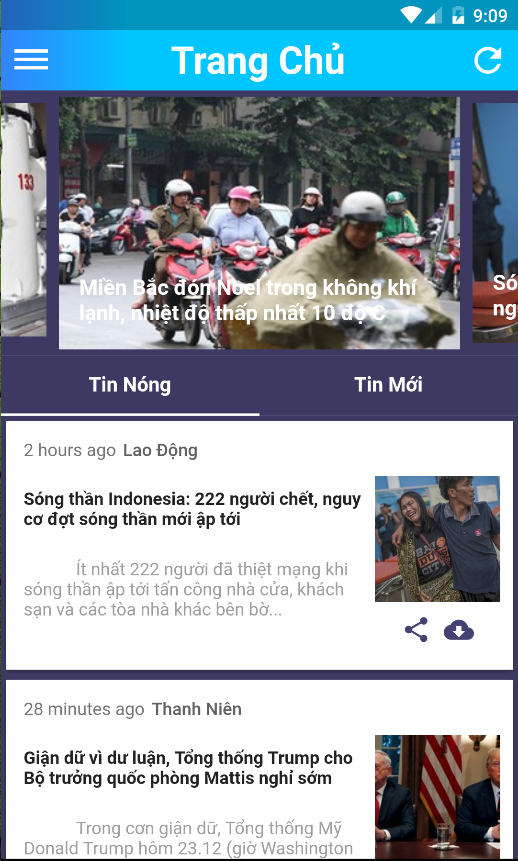 9:09
Trang Chủ
133
Miền Bắc đón Noel trong không khí
lạnh, nhiệt độ thấp nhất 10 độ C
Só
ng
Tin Nóng
Tin Mới
2 hours ago Lao Động
Sóng thần Indonesia: 222 người chết, nguy
cơ đợt sóng thần mới ập tới
Ít nhất 222 người đã thiệt mạng khi
sóng thần ập tới tấn công nhà cửa, khách
sạn và các tòa nhà khác bên bờ...
28 minutes ago Thanh Niên
Giận dữ vì dư luận, Tổng thống Trump cho
Bộ trưởng quốc phòng Mattis nghỉ sớm
Trong cơn giận dữ, Tổng thống Mỹ
Donald Trump hôm 23.12 (giờ Washington